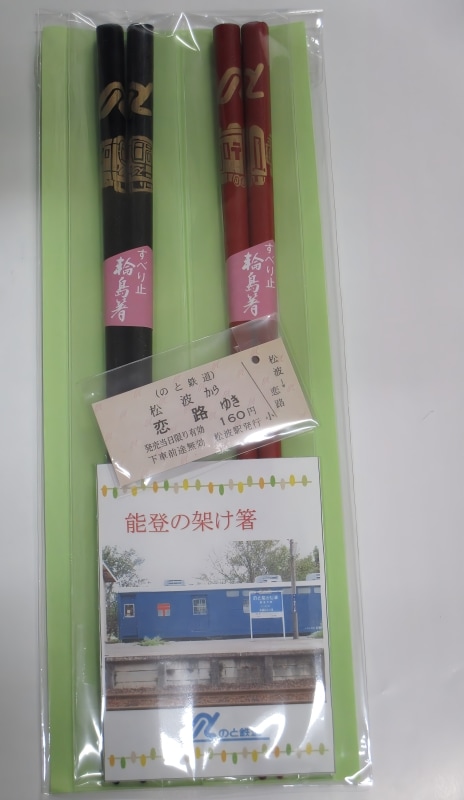 すべり止
輪島箸
すべり止
輪島箸
(のと鉄道)
松波から
恋路ゆき
160円
発売当日限り有効
下車前途無効 松波駅発行
松波→恋路
小
能登の架け箸
のと鉄道